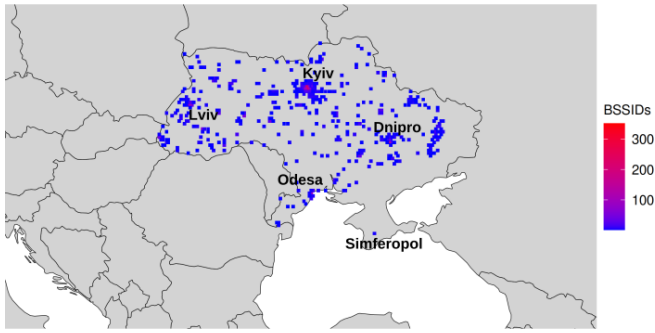 Kyiv
BSSIDs
Lviv
Dnipro
300
200
100
Odesa
Simferopol